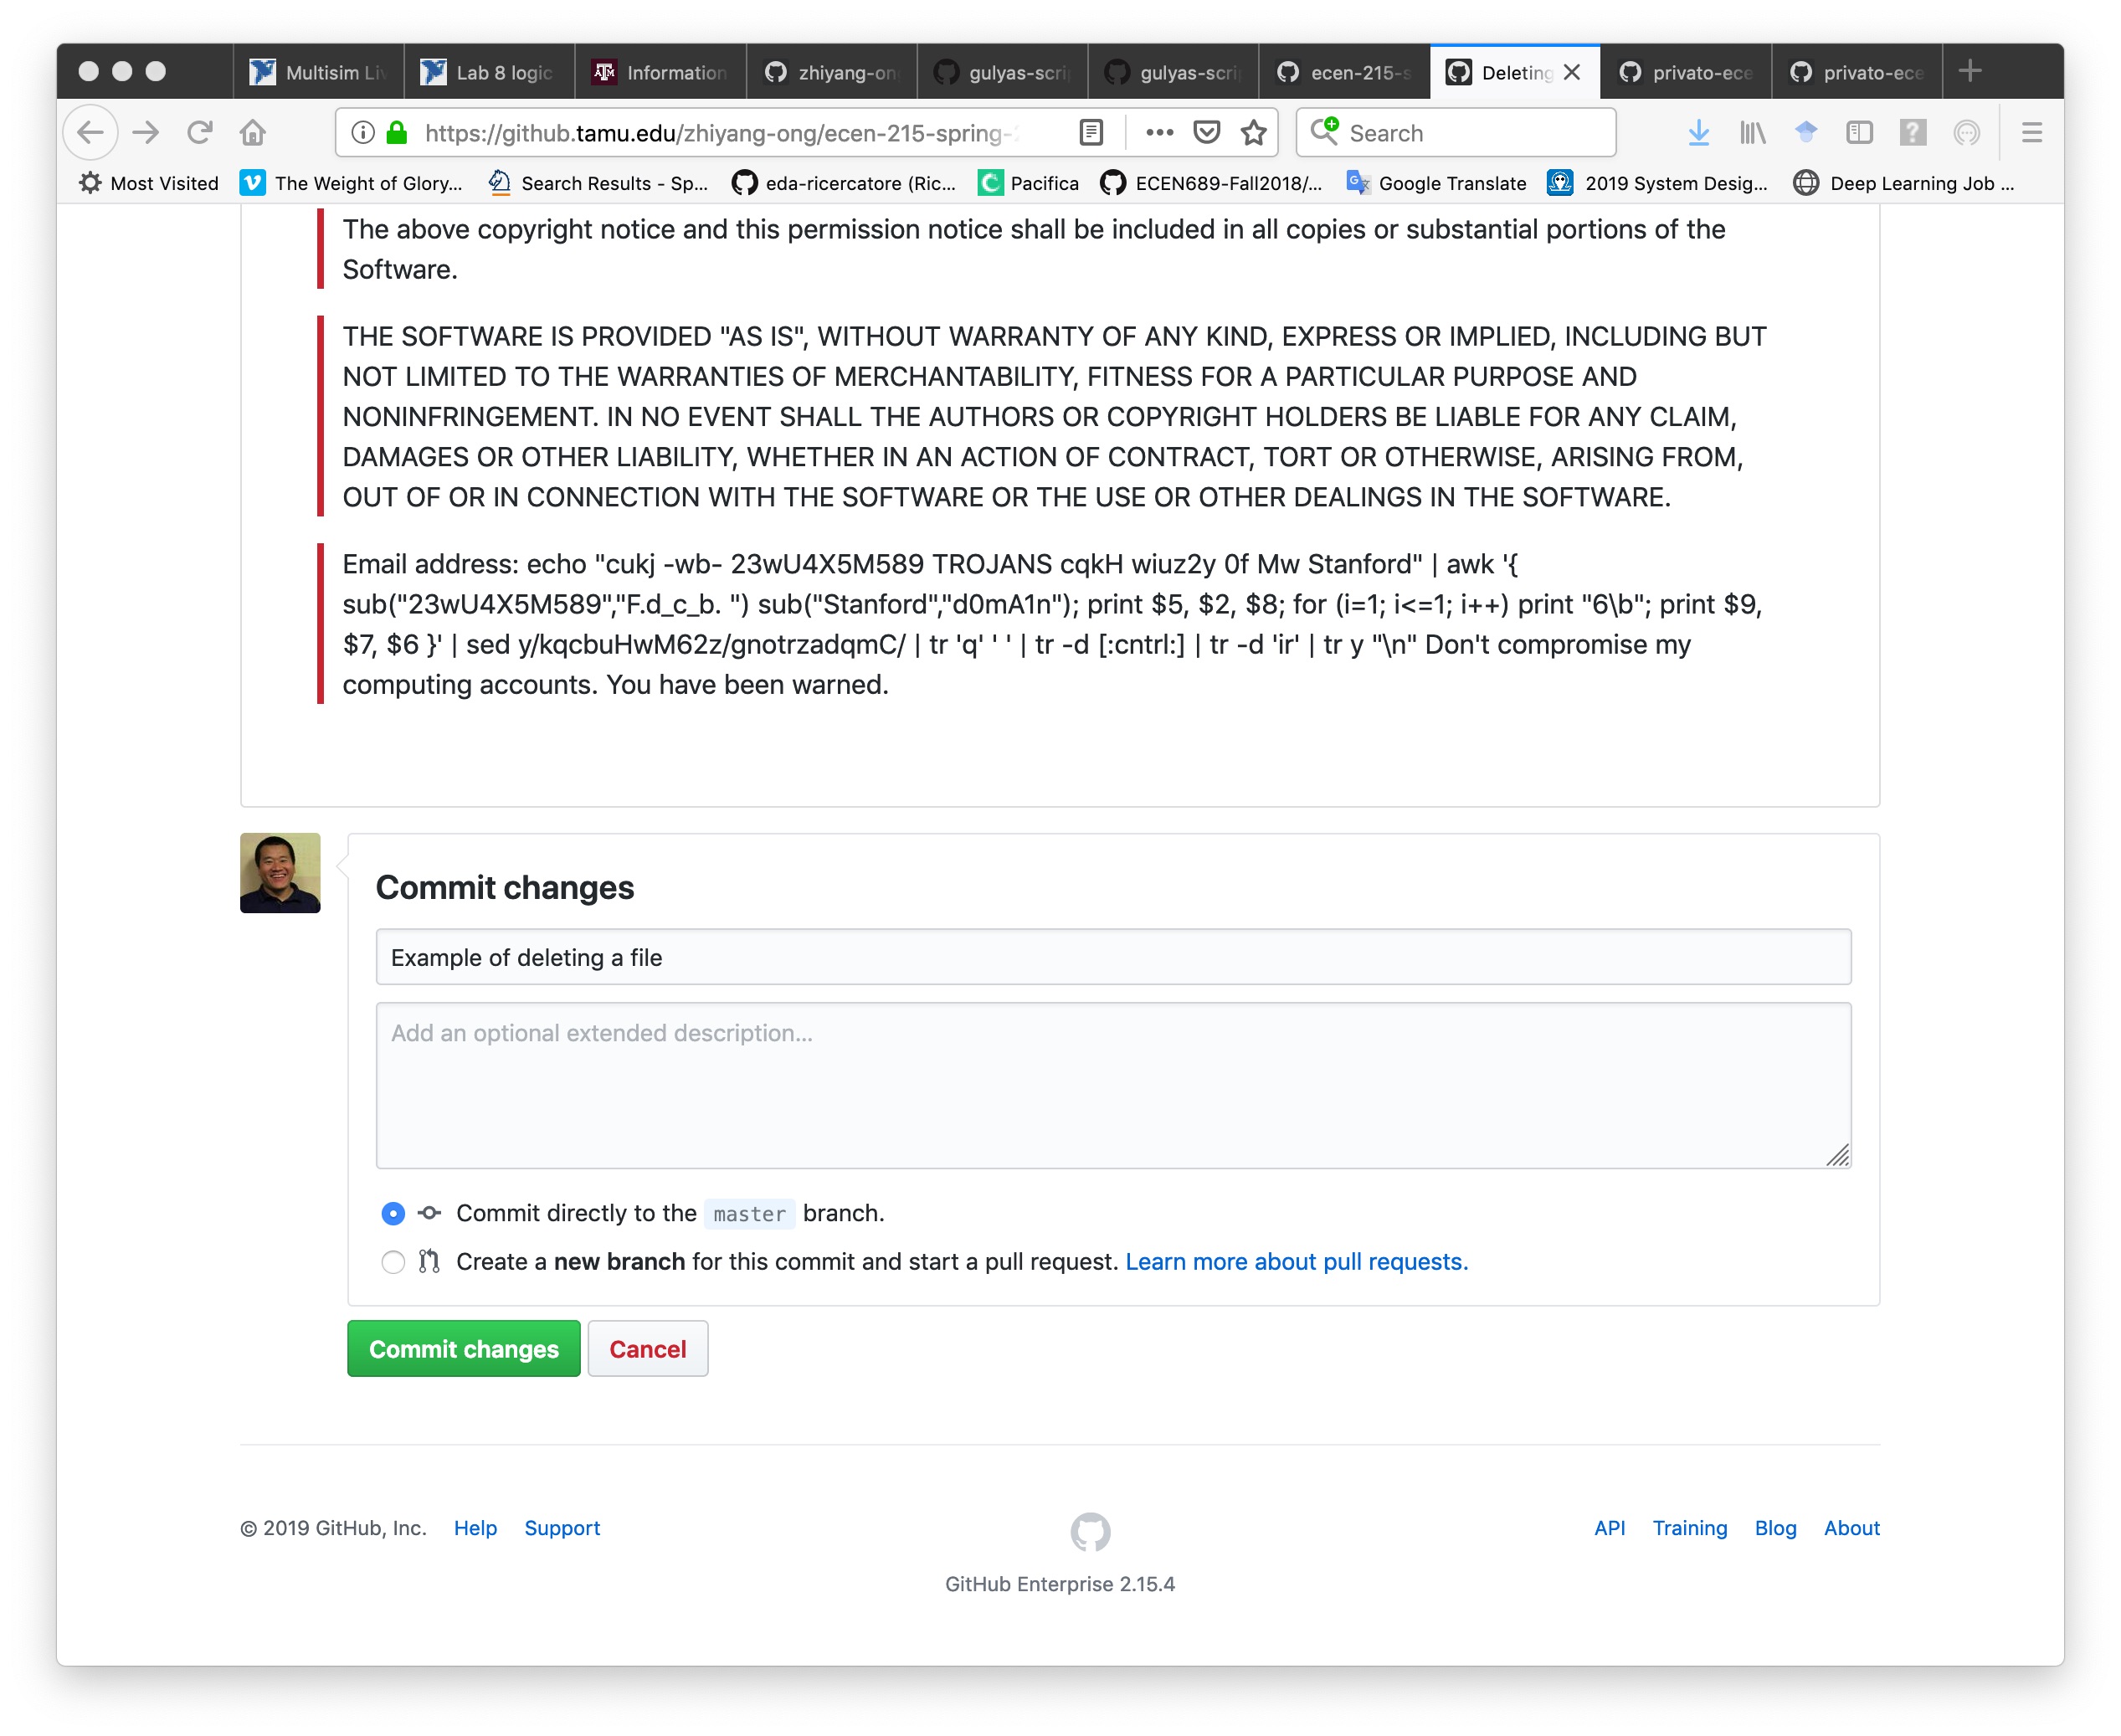 Multisim Liv
Lab 8 logic
Information
zhiyang-on
gulyas-scri
gulyas-scri
ecen-215-s
Deleting
privato-ece
privato-ece
https://github.tamu.edu/zhiyang-ong/ecen-215-spring-2
Search
Most Visited
The Weight of Glory...
Search Results - Sp...
eda-ricercatore (Ric...
Pacifica
ECEN689-Fall2018/...
Google Translate
2019 System Desig...
Deep Learning Job ...
The above copyright notice and this permission notice shall be included in all copies or substantial portions of the
Software.
THE SOFTWARE IS PROVIDED "AS IS", WITHOUT WARRANTY OF ANY KIND, EXPRESS OR IMPLIED, INCLUDING BUT
NOT LIMITED TO THE WARRANTIES OF MERCHANTABILITY, FITNESS FOR A PARTICULAR PURPOSE AND
NONINFRINGEMENT. IN NO EVENT SHALL THE AUTHORS OR COPYRIGHT HOLDERS BE LIABLE FOR ANY CLAIM,
DAMAGES OR OTHER LIABILITY, WHETHER IN AN ACTION OF CONTRACT, TORT OR OTHERWISE, ARISING FROM,
OUT OF OR IN CONNECTION WITH THE SOFTWARE OR THE USE OR OTHER DEALINGS IN THE SOFTWARE.
Email address: echo "cukj -wb- 23wU4X5M589 TROJANS cqkH wiuz2y 0f Mw Stanford" | awk '{
sub("23wU4X5M589","F.d_c_b. ") sub("Stanford","d0mA1n"); print $5, $2, $8; for (i=1; i<=1; i++) print "6\b"; print $9,
$7, $6 }' | sed y/kqcbuHwM62z/gnotrzadqmC/ | tr 'q' ' ' | tr -d [:cntrl:] | tr -d 'ir' | tr y "\n" Don't compromise my
computing accounts. You have been warned.
Commit changes
Example of deleting a file
Add an optional extended description...
Commit directly to the master branch.
Create a new branch for this commit and start a pull request. Learn more about pull requests.
Commit changes
Cancel
© 2019 GitHub, Inc. Help Support
API Training Blog About
GitHub Enterprise 2.15.4